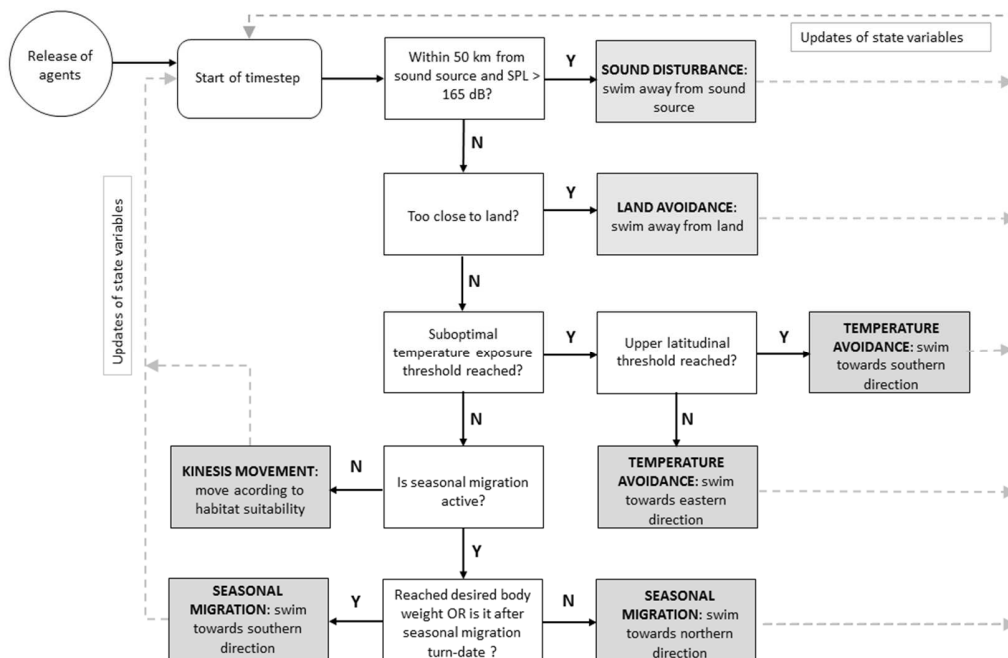 Release of
agents
Start of timestep
Within 50 km from
sound source and SPL >
165 dB?
Y
SOUND DISTURBANCE:
swim away from sound
source
Updates of state variables
N
Updates of state variables
Too close to land?
Y
LAND AVOIDANCE:
swim away from land
N
Suboptimal
temperature exposure
threshold reached?
Y
Upper latitudinal
threshold reached?
Y
TEMPERATURE
AVOIDANCE: swim
towards southern
direction
N
N
KINESIS MOVEMENT:
move acording to
habitat suitability
N
Is seasonal migration
active?
TEMPERATURE
AVOIDANCE: swim
towards eastern
direction
Y
SEASONAL
MIGRATION: swim
towards southern
direction
Y
Reached desired body
weight OR is it after
seasonal migration
turn-date ?
N
SEASONAL
MIGRATION: swim
towards northern
direction